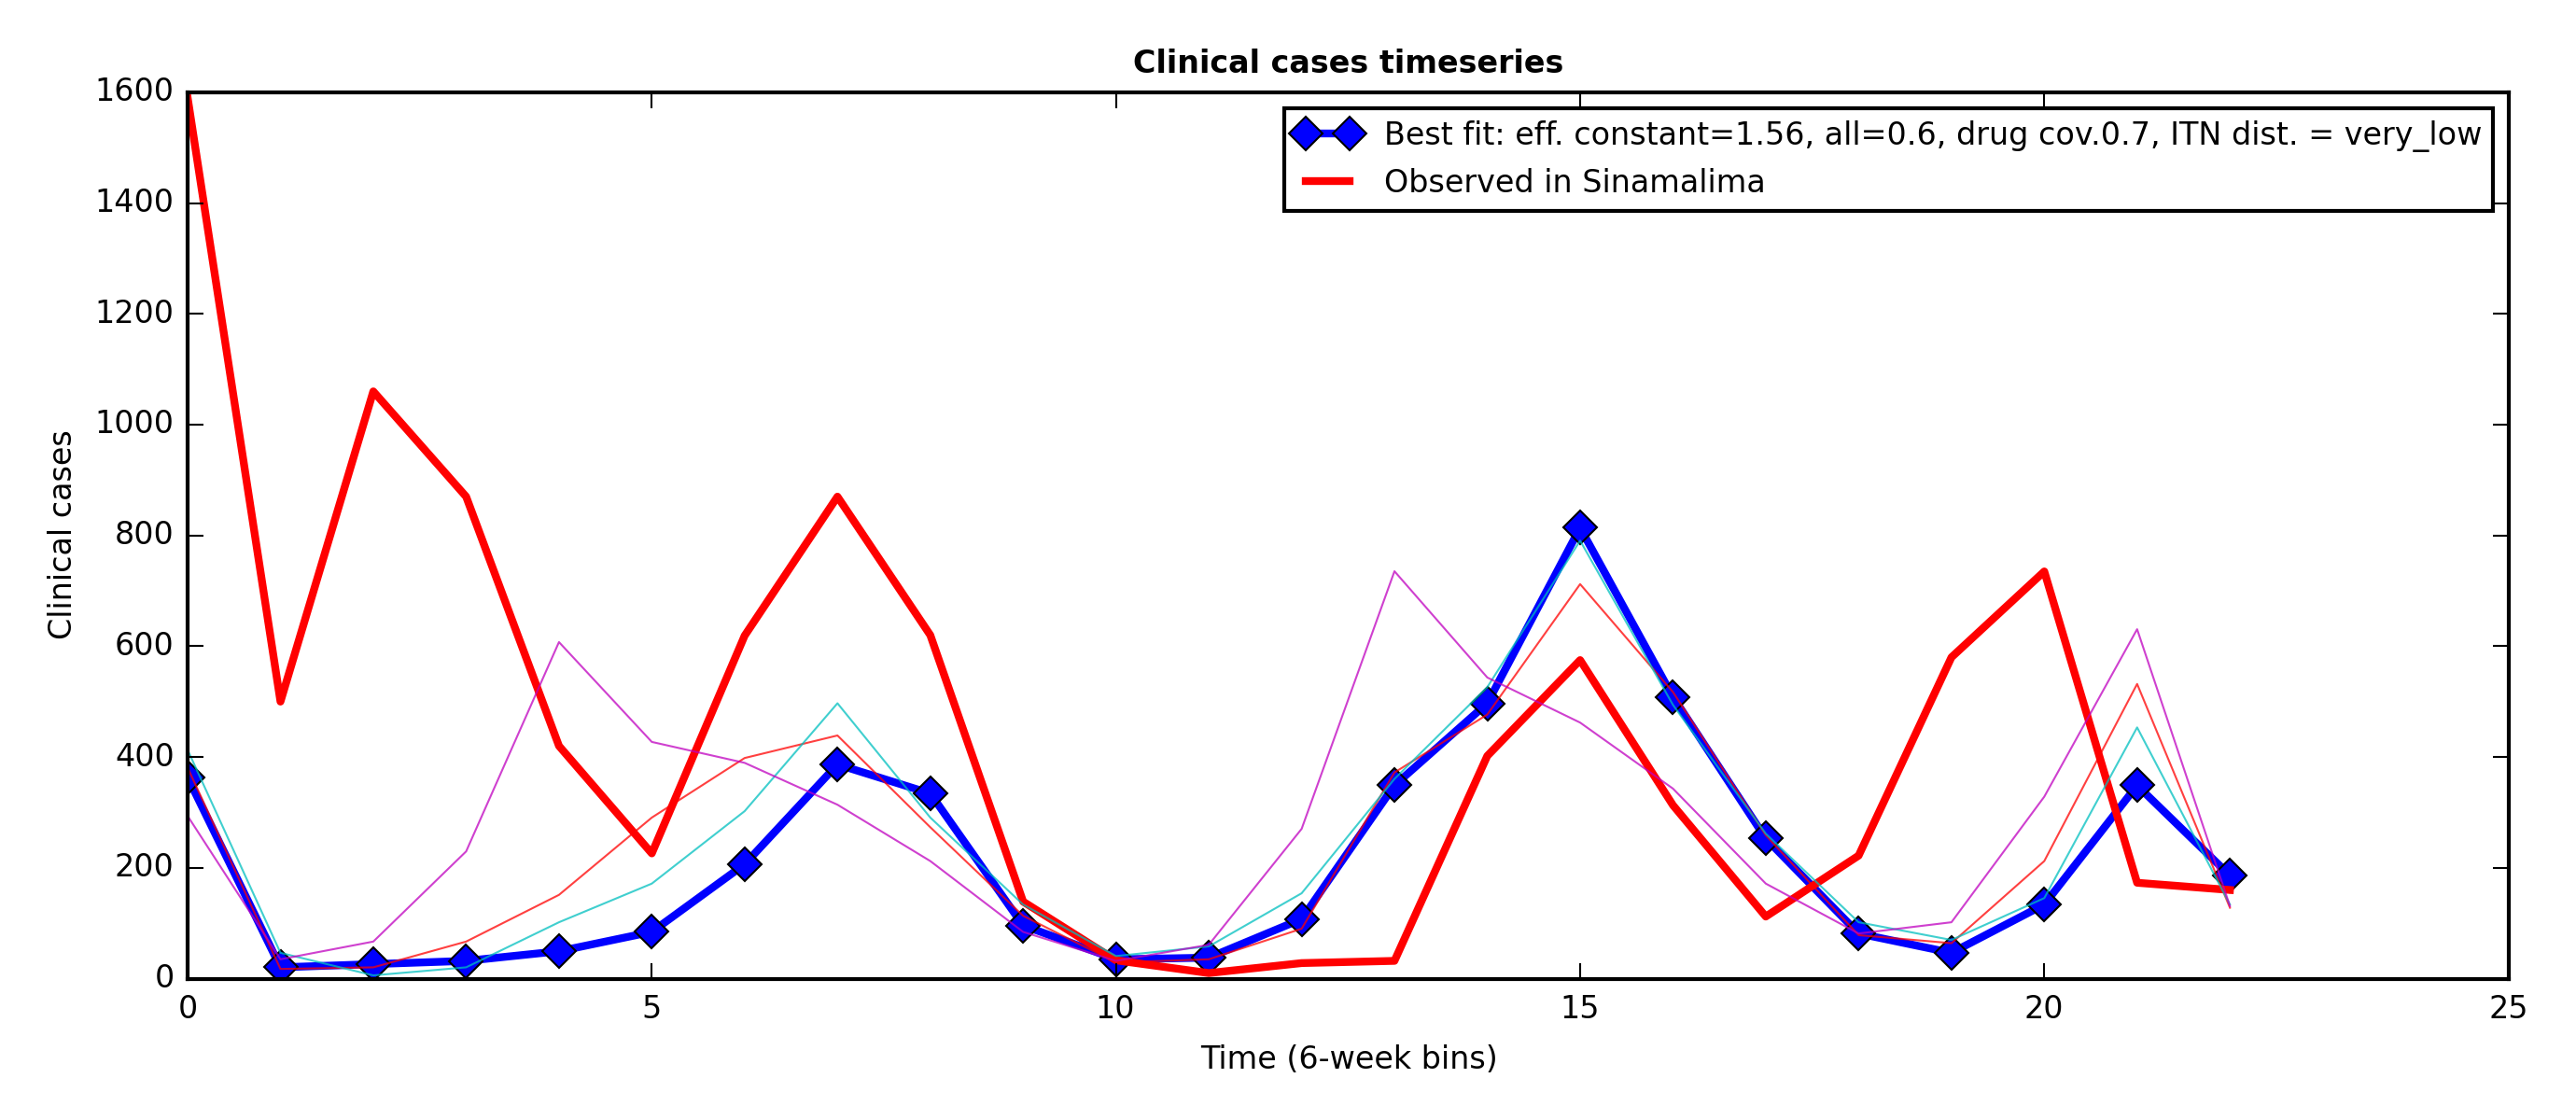 Clinical cases timeseries
1600
1400
1200
1000
800
600
400
200
0
Clinical cases
Best fit: eff. constant=1.56, all=0.6, drug cov.0.7, ITN dist. = very_low
Observed in Sinamalima
0 5 10 15 20 25
Time (6-week bins)